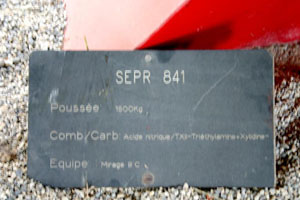 SEPR 841
Poussée: 1500Kg
Comb/Carb: Acide nitrique/TX(=Triéthylamine+Xylidine-
Equipe: Mirage III C